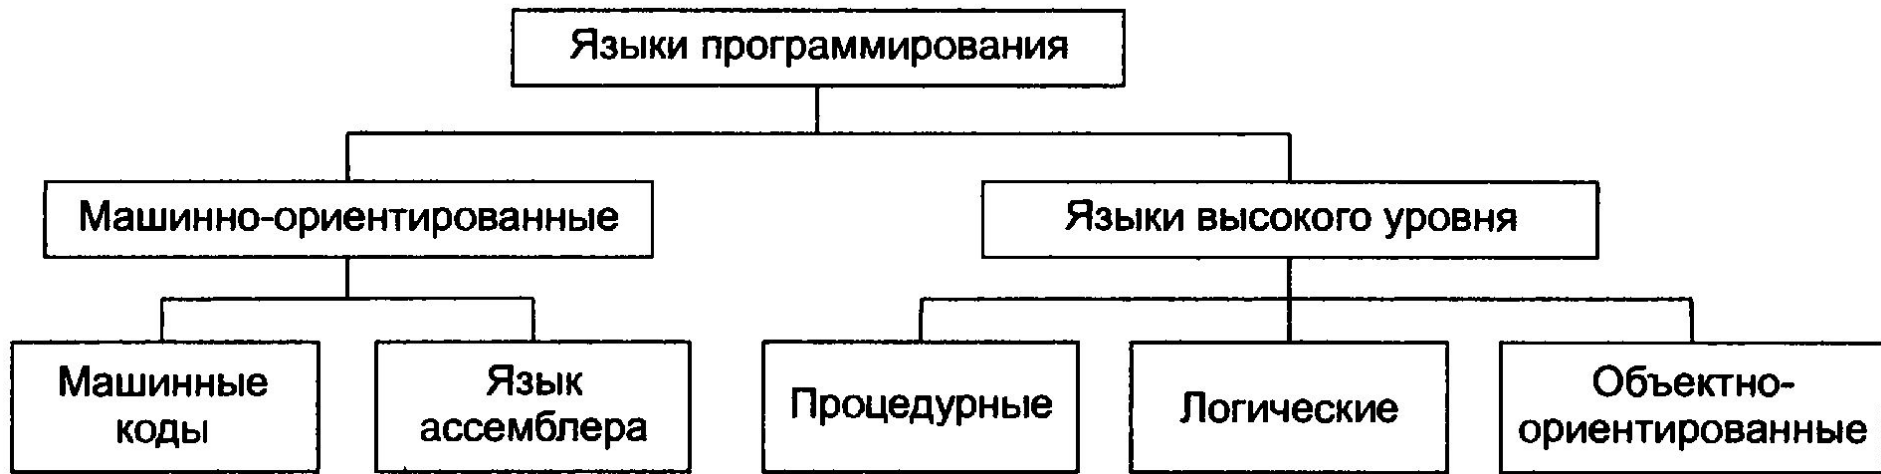 Языки программирования
Машинно-ориентированные
Языки высокого уровня
Машинные
коды
Язык
ассемблера
Процедурные
Логические
Объектно-
ориентированные